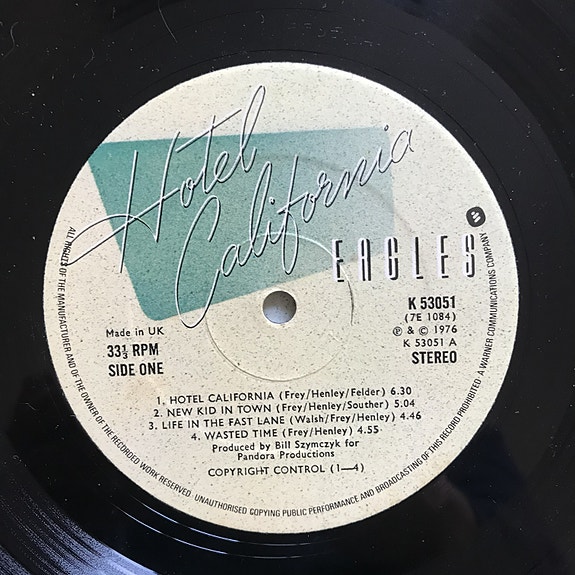 Hotel
California
EAGLES
K 53051
(7E 1084)
℗ & © 1976
K 53051 A
STEREO
Made in UK
33⅓ RPM
SIDE ONE
1. HOTEL CALIFORNIA (Frey/Henley/Felder) 6.30
2. NEW KID IN TOWN (Frey/Henley/Souther) 5.04
3. LIFE IN THE FAST LANE (Walsh/Frey/Henley) 4.46
4. WASTED TIME (Frey/Henley) 4.55
Produced by Bill Szymczyk for
Pandora Productions
COPYRIGHT CONTROL (1—4)
ALL RIGHTS OF THE MANUFACTURER AND OF THE OWNER OF THE RECORDED WORK RESERVED. UNAUTHORISED COPYING PUBLIC PERFORMANCE AND BROADCASTING OF THIS RECORD PROHIBITED. A WARNER COMMUNICATIONS COMPANY